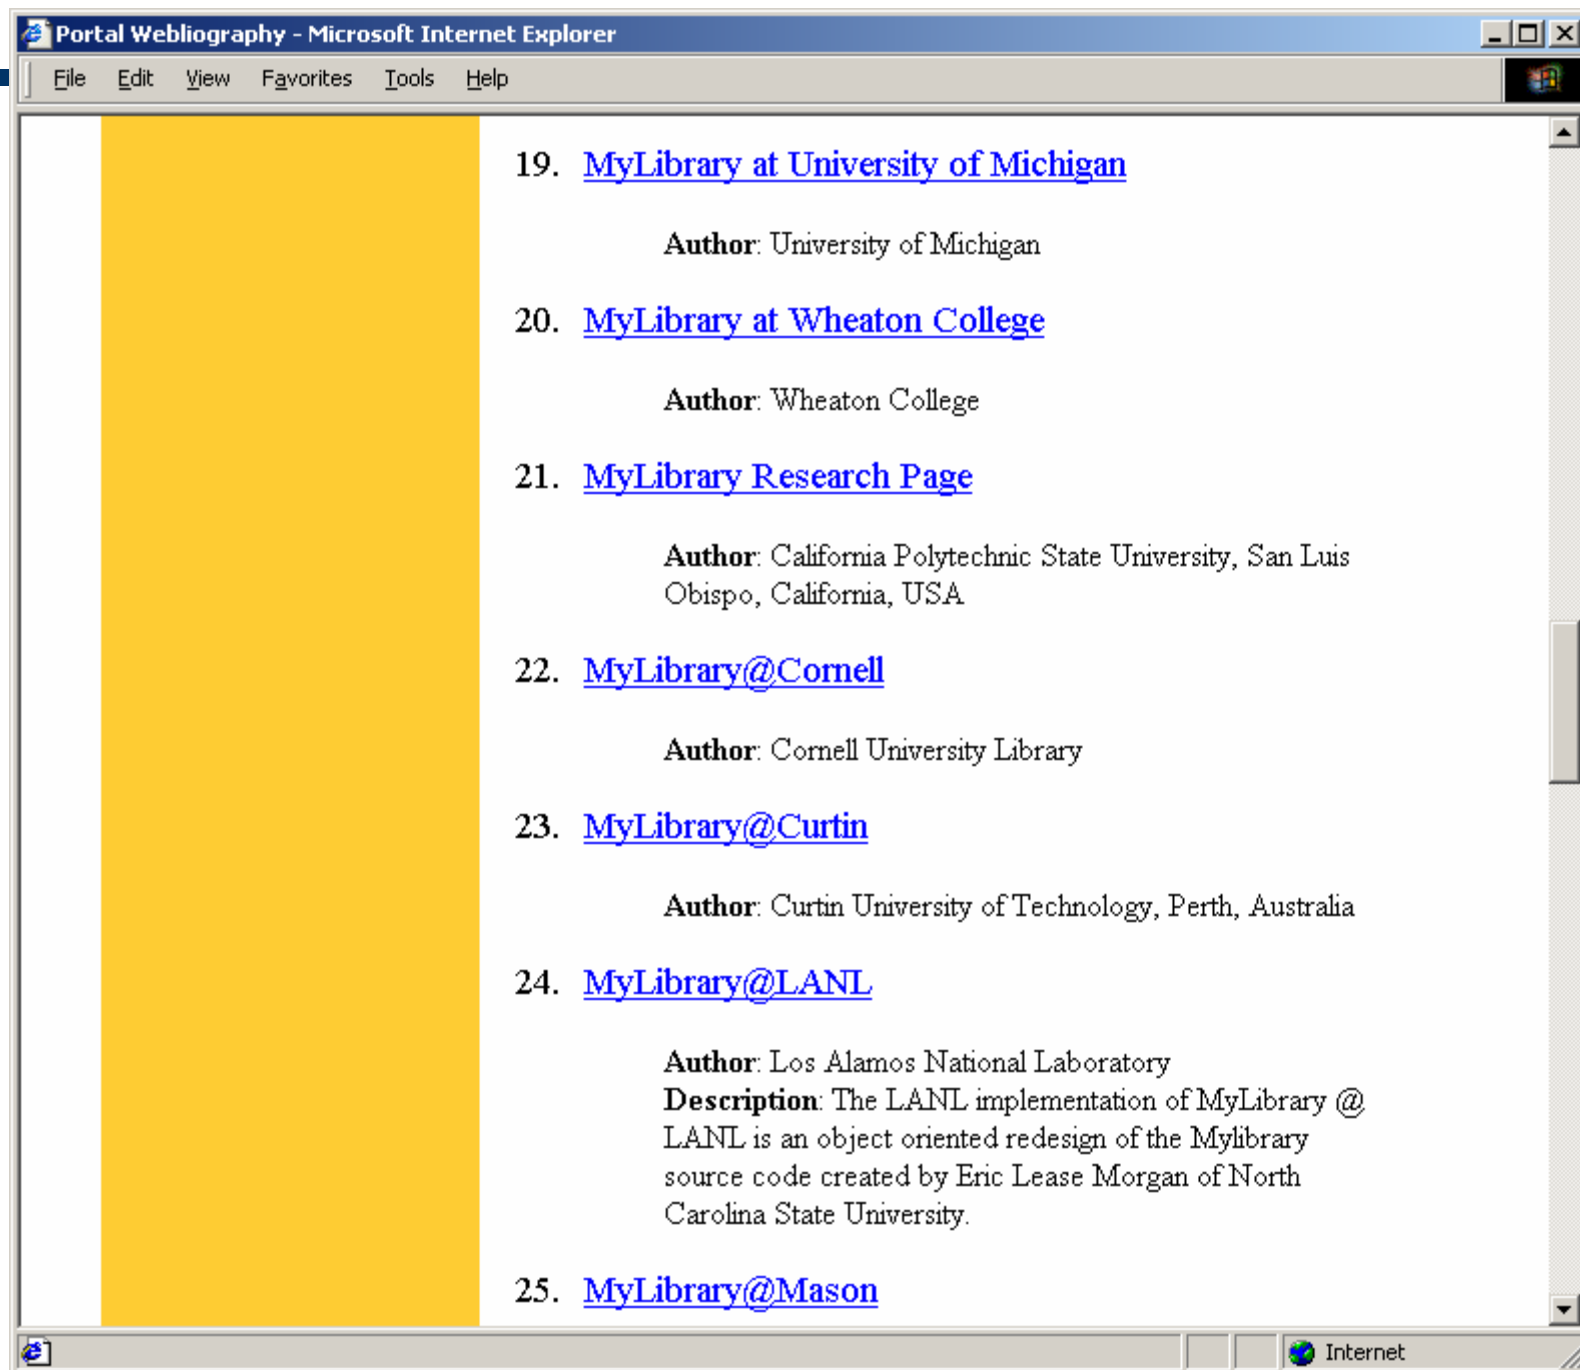 Portal Webliography - Microsoft Internet Explorer
File Edit View Favorites Tools Help
19. MyLibrary at University of Michigan
Author: University of Michigan
20. MyLibrary at Wheaton College
Author: Wheaton College
21. MyLibrary Research Page
Author: California Polytechnic State University, San Luis
Obispo, California, USA
22. MyLibrary@Cornell
Author: Cornell University Library
23. MyLibrary@Curtin
Author: Curtin University of Technology, Perth, Australia
24. MyLibrary@LANL
Author: Los Alamos National Laboratory
Description: The LANL implementation of MyLibrary @
LANL is an object oriented redesign of the Mylibrary
source code created by Eric Lease Morgan of North
Carolina State University.
25. MyLibrary@Mason
Internet